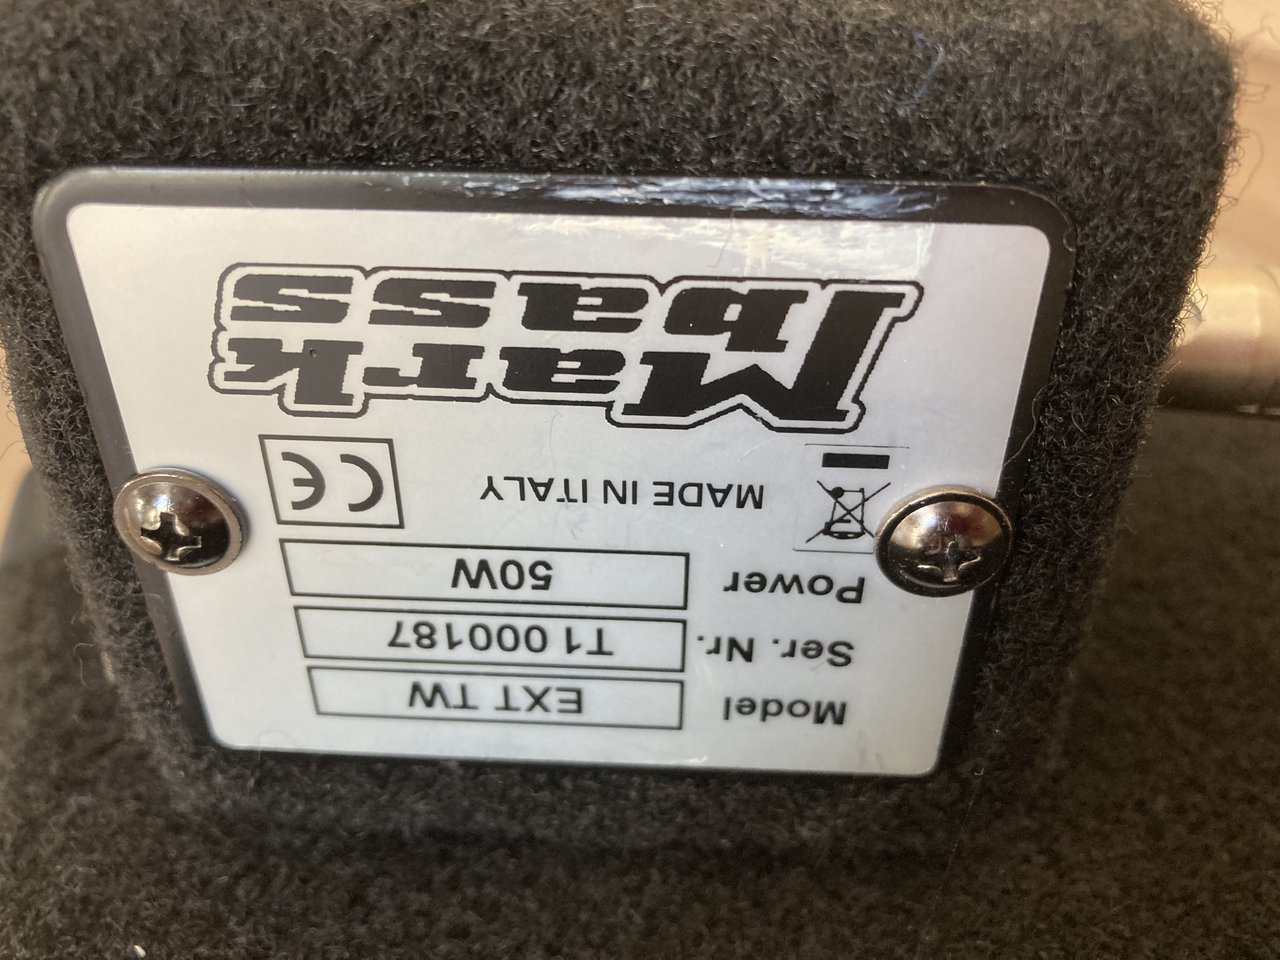 Model EXT TW
Ser. Nr. T1 000187
Power 50W
MADE IN ITALY CE
Mark
bass